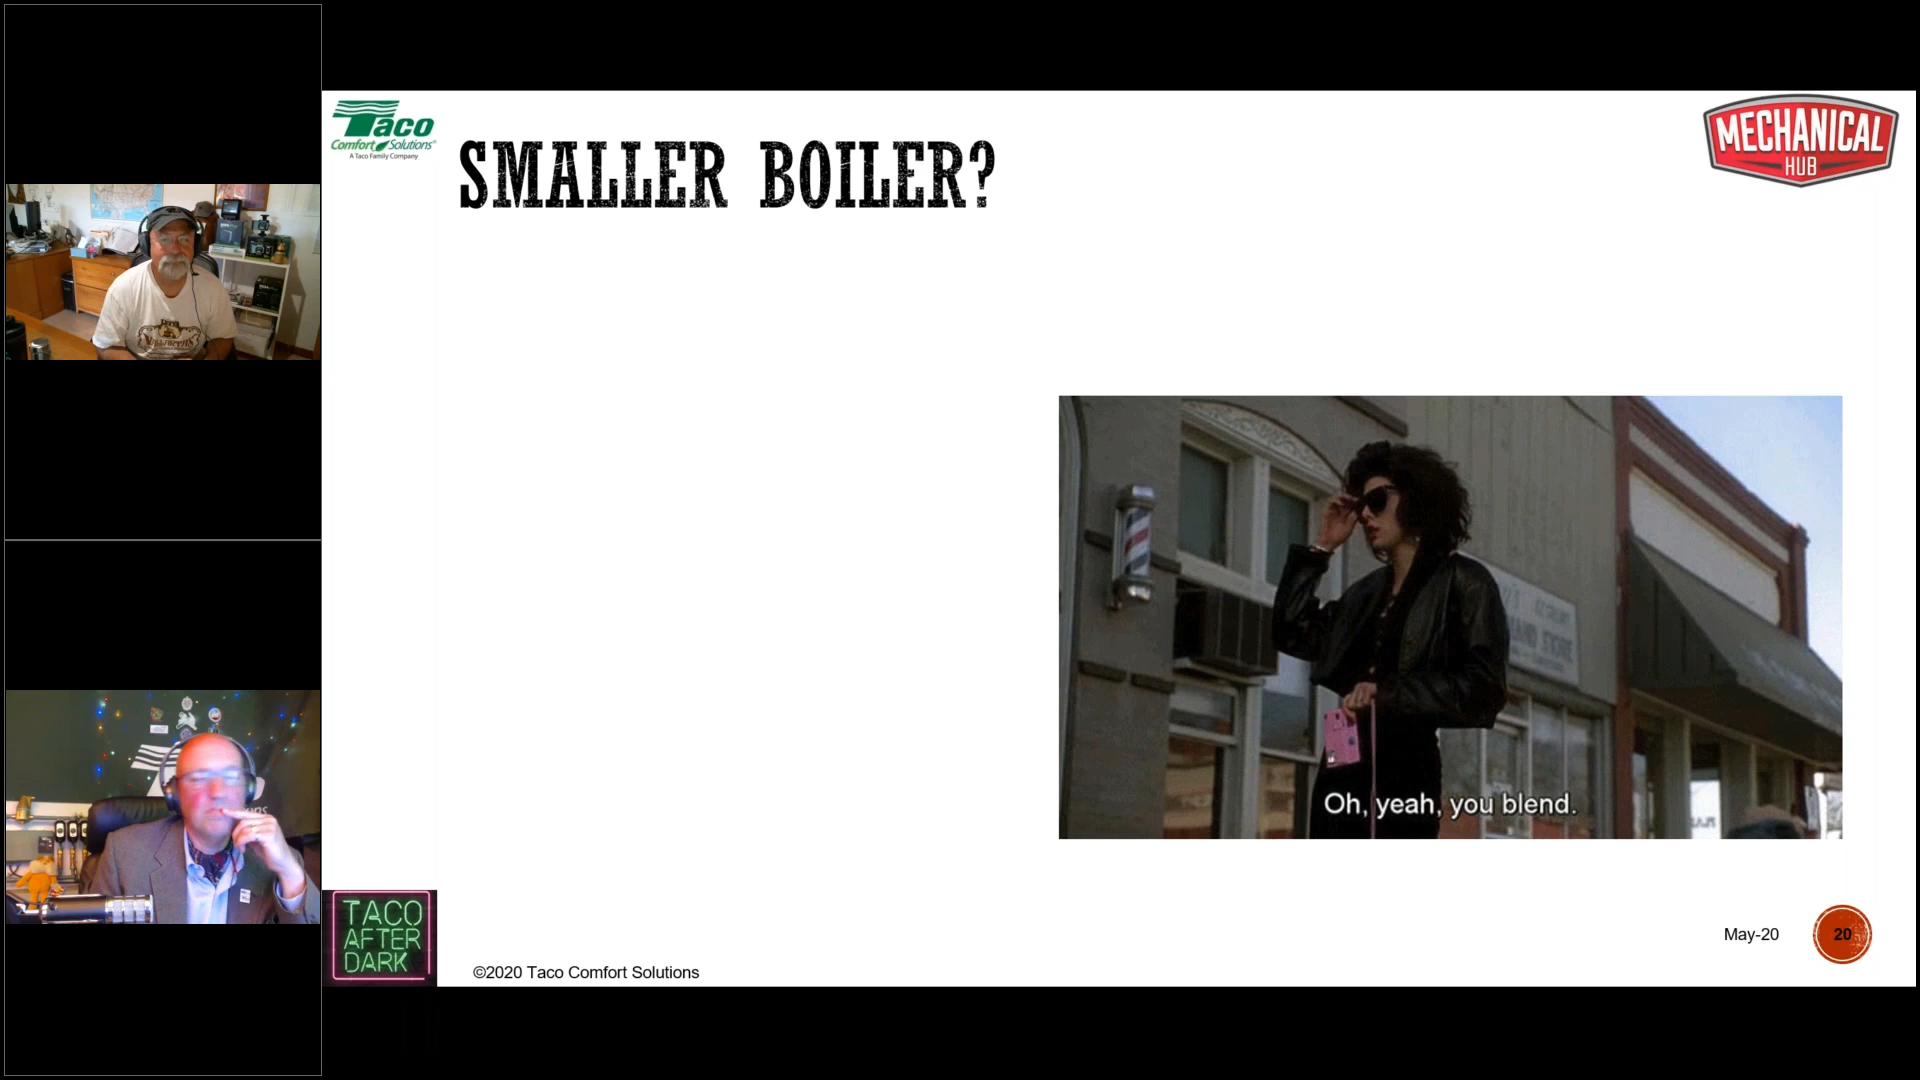 Taco
Comfort Solutions®
A Taco Family Company
SMALLER BOILER?
MECHANICAL
HUB
Oh, yeah, you blend.
TACO
AFTER
DARK
May-20
20
©2020 Taco Comfort Solutions